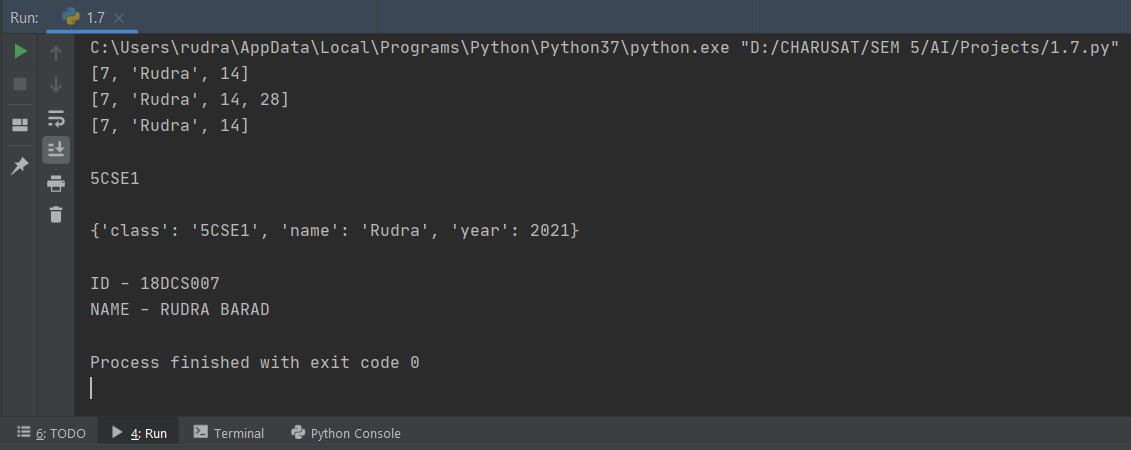 Run: 1.7
C:\Users\rudra\AppData\Local\Programs\Python\Python37\python.exe "D:/CHARUSAT/SEM 5/AI/Projects/1.7.py"
[7, 'Rudra', 14]
[7, 'Rudra', 14, 28]
[7, 'Rudra', 14]
5CSE1
{'class': '5CSE1', 'name': 'Rudra', 'year': 2021}
ID - 18DCS007
NAME - RUDRA BARAD
Process finished with exit code 0
6: TODO 4: Run Terminal Python Console